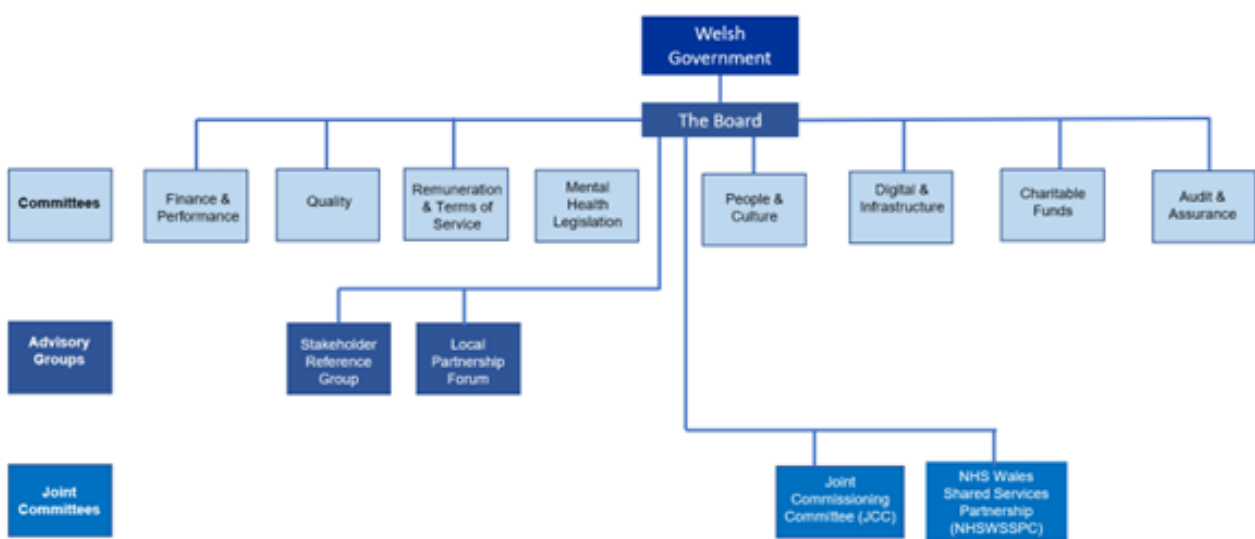 Welsh
Government
The Board
Committees
Finance &
Performance
Quality
Remuneration
& Terms of
Service
Mental
Health
Legislation
People &
Culture
Digital &
Infrastructure
Charitable
Funds
Audit &
Assurance
Advisory
Groups
Stakeholder
Reference
Group
Local
Partnership
Forum
Joint
Committees
Joint
Commissioning
Committee (JCC)
NHS Wales
Shared Services
Partnership
(NHSWSSPC)